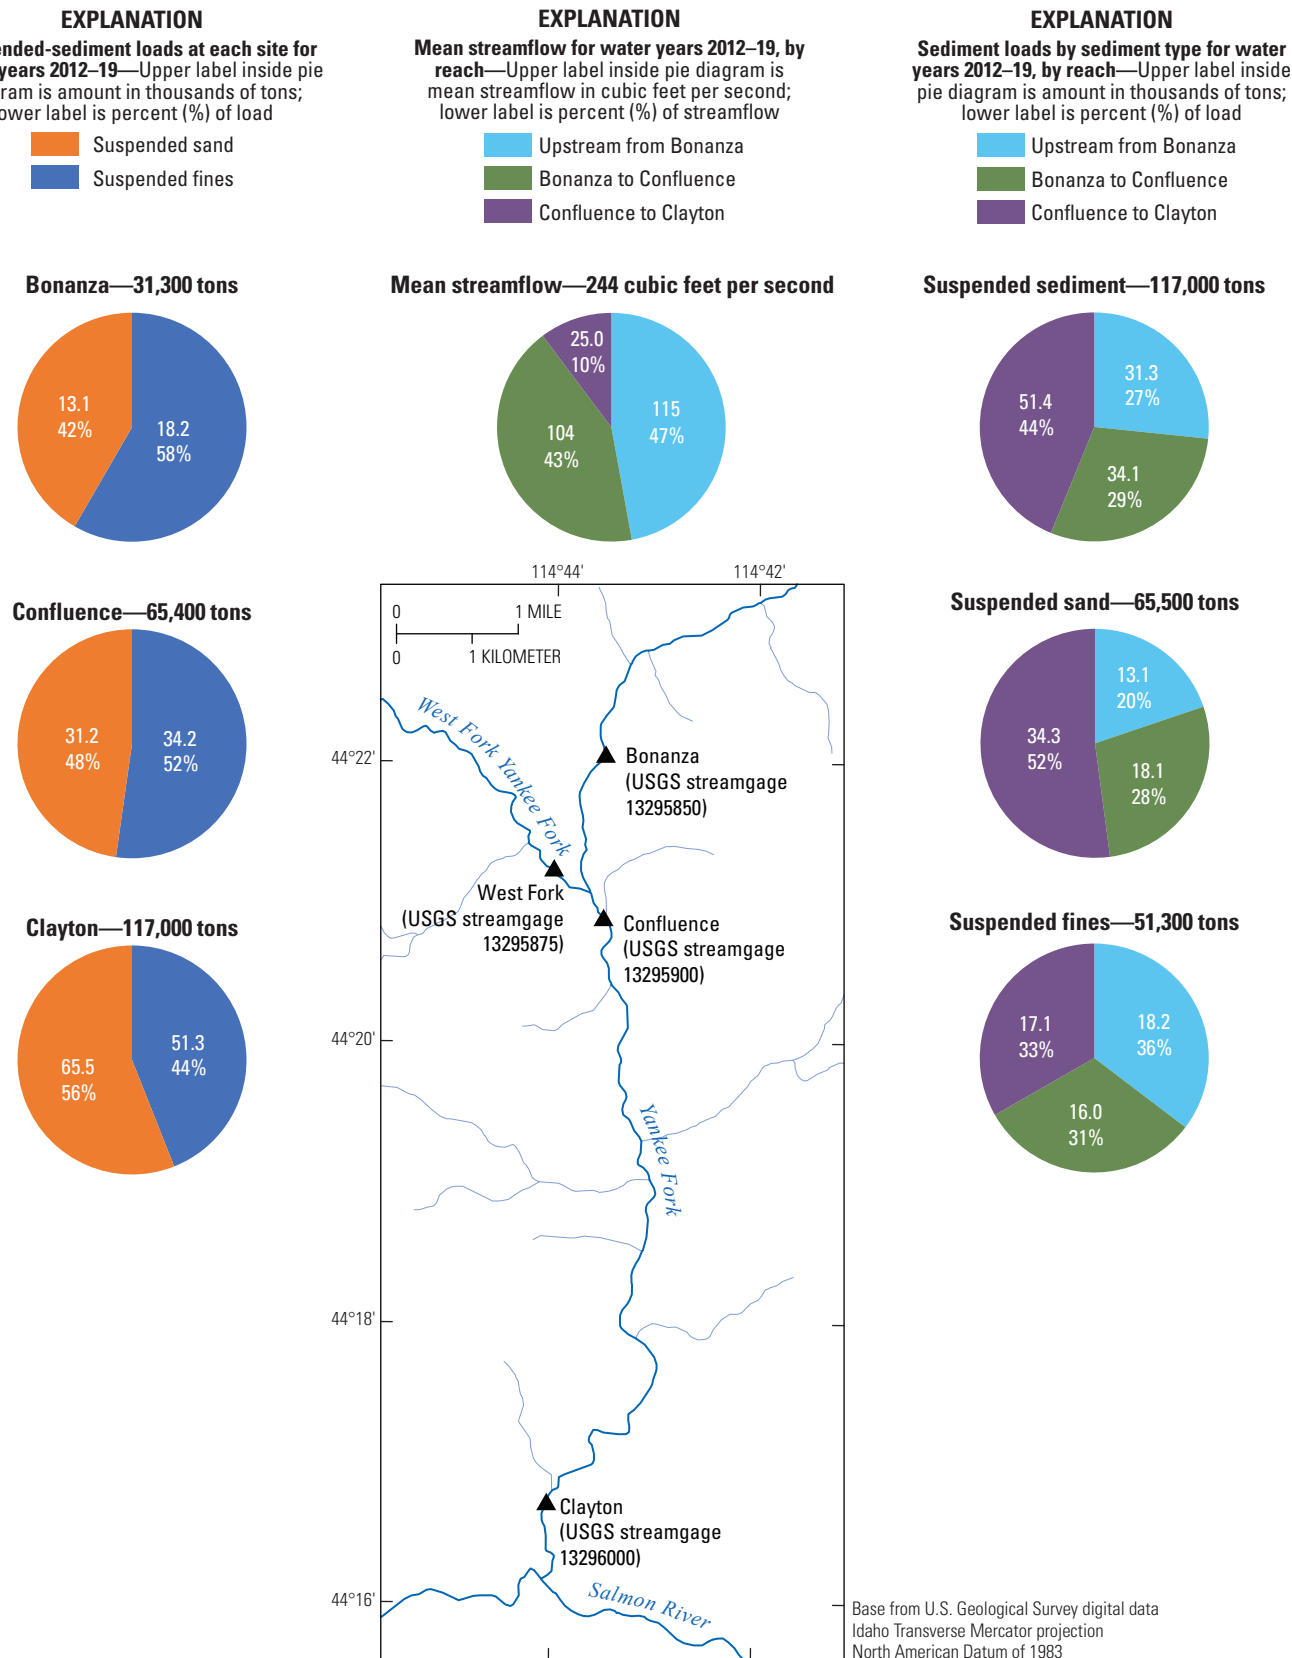 EXPLANATION
ended-sediment loads at each site for
years 2012–19—Upper label inside pie
gram is amount in thousands of tons;
ower label is percent (%) of load
Suspended sand
Suspended fines
Bonanza—31,300 tons
13.1
42%
18.2
58%
Confluence—65,400 tons
31.2
48%
34.2
52%
Clayton—117,000 tons
65.5
56%
51.3
44%
EXPLANATION
Mean streamflow for water years 2012–19, by
reach—Upper label inside pie diagram is
mean streamflow in cubic feet per second;
lower label is percent (%) of streamflow
Upstream from Bonanza
Bonanza to Confluence
Confluence to Clayton
Mean streamflow—244 cubic feet per second
25.0
10%
115
47%
104
43%
EXPLANATION
Sediment loads by sediment type for water
years 2012–19, by reach—Upper label inside
pie diagram is amount in thousands of tons;
lower label is percent (%) of load
Upstream from Bonanza
Bonanza to Confluence
Confluence to Clayton
Suspended sediment—117,000 tons
51.4
44%
31.3
27%
34.1
29%
Suspended sand—65,500 tons
34.3
52%
13.1
20%
18.1
28%
Suspended fines—51,300 tons
17.1
33%
18.2
36%
16.0
31%
114°44'
114°42'
0
1 MILE
0
1 KILOMETER
West Fork Yankee Fork
44°22'
Bonanza
(USGS streamgage
13295850)
West Fork
(USGS streamgage
13295875)
Confluence
(USGS streamgage
13295900)
44°20'
Yankee Fork
44°18'
Clayton
(USGS streamgage
13296000)
44°16'
Salmon River
Base from U.S. Geological Survey digital data
Idaho Transverse Mercator projection
North American Datum of 1983